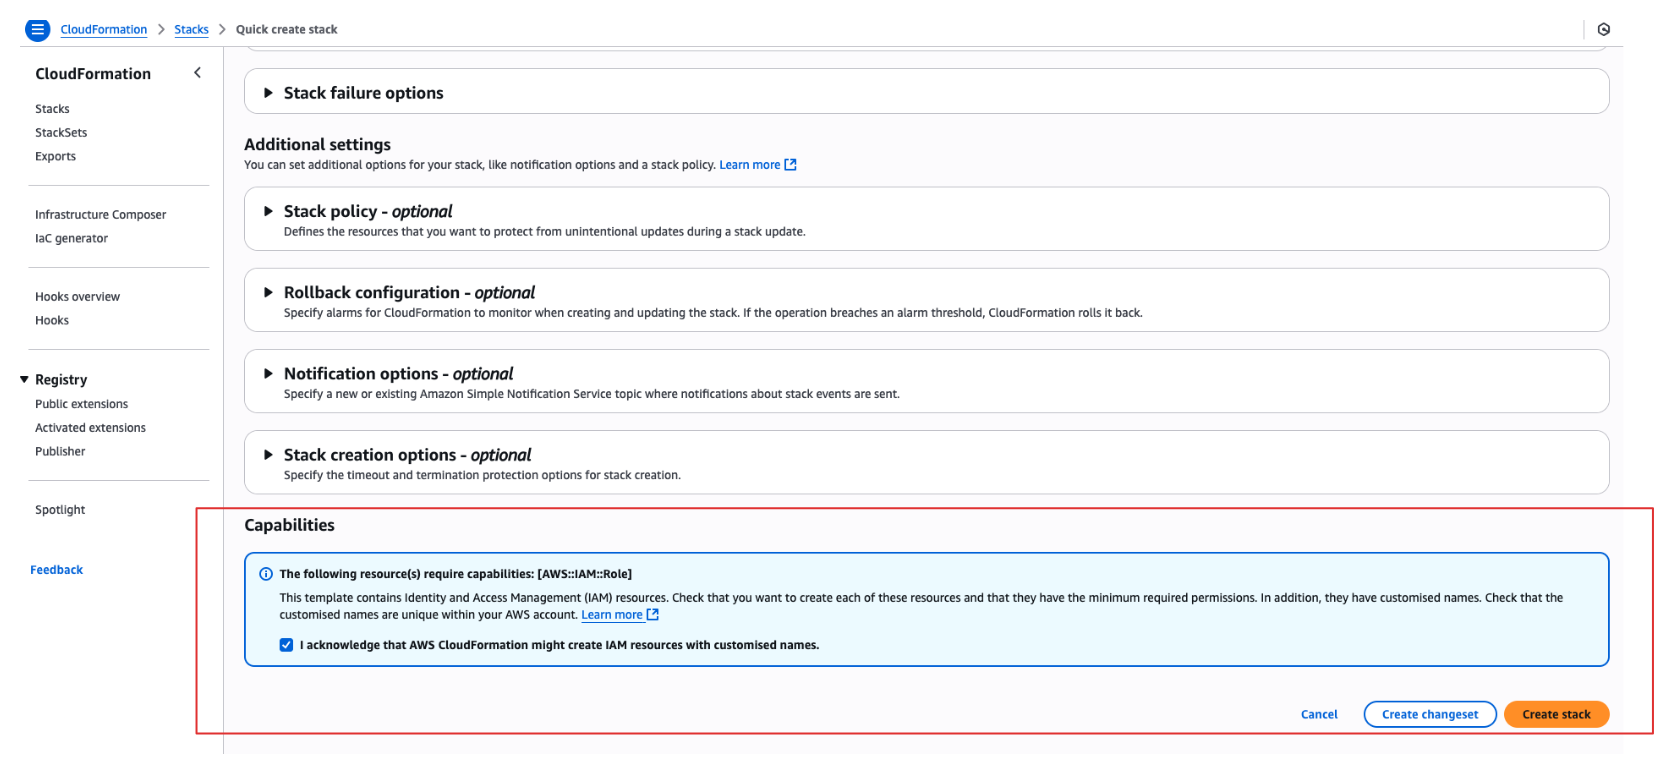 CloudFormation > Stacks > Quick create stack
CloudFormation
Stacks
StackSets
Exports
Infrastructure Composer
IaC generator
Hooks overview
Hooks
Registry
Public extensions
Activated extensions
Publisher
Spotlight
Feedback
Stack failure options
Additional settings
You can set additional options for your stack, like notification options and a stack policy. Learn more
Stack policy - optional
Defines the resources that you want to protect from unintentional updates during a stack update.
Rollback configuration - optional
Specify alarms for CloudFormation to monitor when creating and updating the stack. If the operation breaches an alarm threshold, CloudFormation rolls it back.
Notification options - optional
Specify a new or existing Amazon Simple Notification Service topic where notifications about stack events are sent.
Stack creation options - optional
Specify the timeout and termination protection options for stack creation.
Capabilities
The following resource(s) require capabilities: [AWS::IAM::Role]
This template contains Identity and Access Management (IAM) resources. Check that you want to create each of these resources and that they have the minimum required permissions. In addition, they have customised names. Check that the
customised names are unique within your AWS account. Learn more
I acknowledge that AWS CloudFormation might create IAM resources with customised names.
Cancel
Create changeset
Create stack